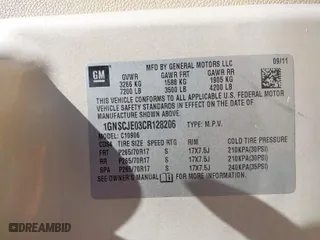 GM
MFD BY GENERAL MOTORS LLC
09/11
GVWR GAWR FRT GAWR RR
3266 KG 1588 KG 1905 KG
7200 LB 3500 LB 4200 LB
THIS VEHICLE CONFORMS TO ALL APPLICABLE U.S. FEDERAL MOTOR
VEHICLE SAFETY STANDARDS IN EFFECT ON THE DATE OF
MANUFACTURE SHOWN ABOVE.
1GNSCJE03CR128206 TYPE: M.P.V.
MODEL: C10906
TIRE SIZE SPEED RTG RIM COLD TIRE PRESSURE
FRT P265/70R17 S 17X7.5J 210KPA(30PSI)
RR P265/70R17 S 17X7.5J 210KPA(30PSI)
SPA P265/70R17 S 17X7.5J 240KPA(35PSI)
SEE OWNER'S MANUAL
DREAMBID